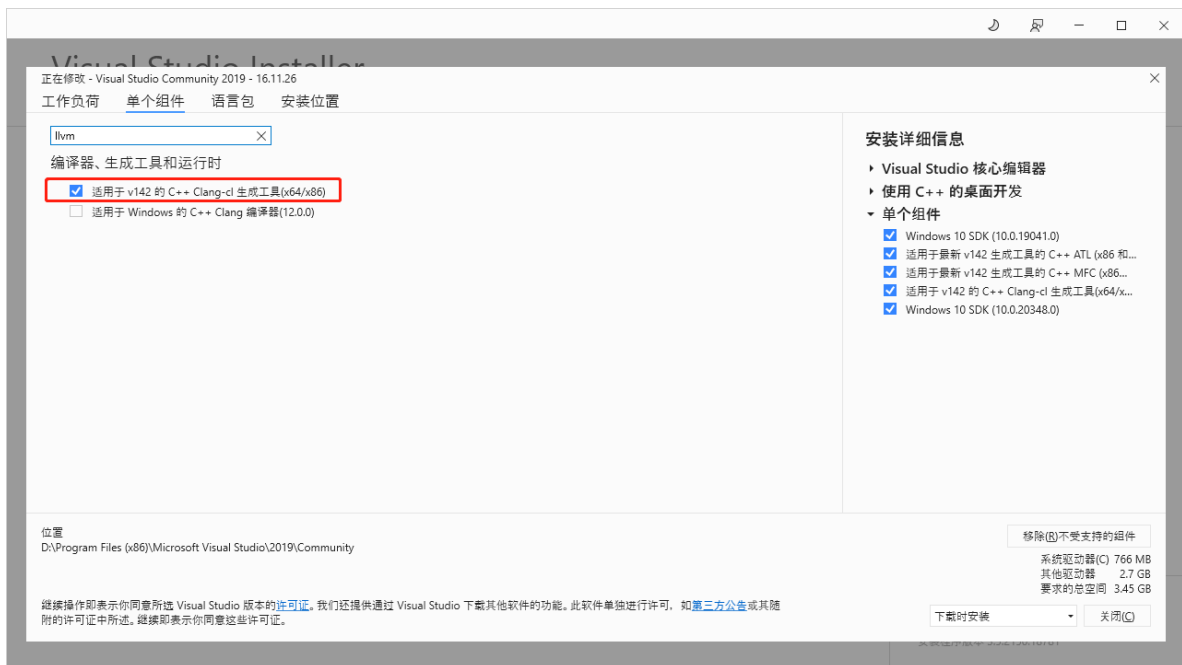 Visual Studio Installer
正在修改 - Visual Studio Community 2019 - 16.11.26
工作负荷 单个组件 语言包 安装位置
llvm
编译器、生成工具和运行时
适用于 v142 的 C++ Clang-cl 生成工具(x64/x86)
适用于 Windows 的 C++ Clang 编译器(12.0.0)
安装详细信息
Visual Studio 核心编辑器
使用 C++ 的桌面开发
单个组件
Windows 10 SDK (10.0.19041.0)
适用于最新 v142 生成工具的 C++ ATL (x86 和...
适用于最新 v142 生成工具的 C++ MFC (x86...
适用于 v142 的 C++ Clang-cl 生成工具(x64/x...
Windows 10 SDK (10.0.20348.0)
位置
D:\Program Files (x86)\Microsoft Visual Studio\2019\Community
移除(R)不受支持的组件
系统驱动器(C) 766 MB
其他驱动器 2.7 GB
要求的总空间 3.45 GB
继续操作即表示你同意所选 Visual Studio 版本的许可证。我们还提供通过 Visual Studio 下载其他软件的功能。此软件单独进行许可，如第三方公告或其随
附的许可证中所述。继续即表示你同意这些许可证。
下载时安装
关闭(C)